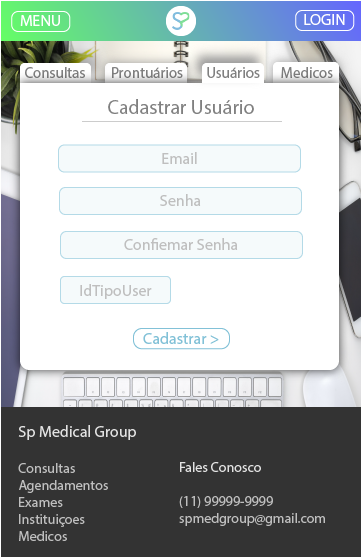 MENU
SP
LOGIN
Consultas
Prontuários
Usuários
Medicos
Cadastrar Usuário
Email
Senha
Confiemar Senha
IdTipoUser
Cadastrar >
Sp Medical Group
Consultas
Agendamentos
Exames
Instituiçoes
Medicos
Fales Conosco
(11) 99999-9999
spmedgroup@gmail.com